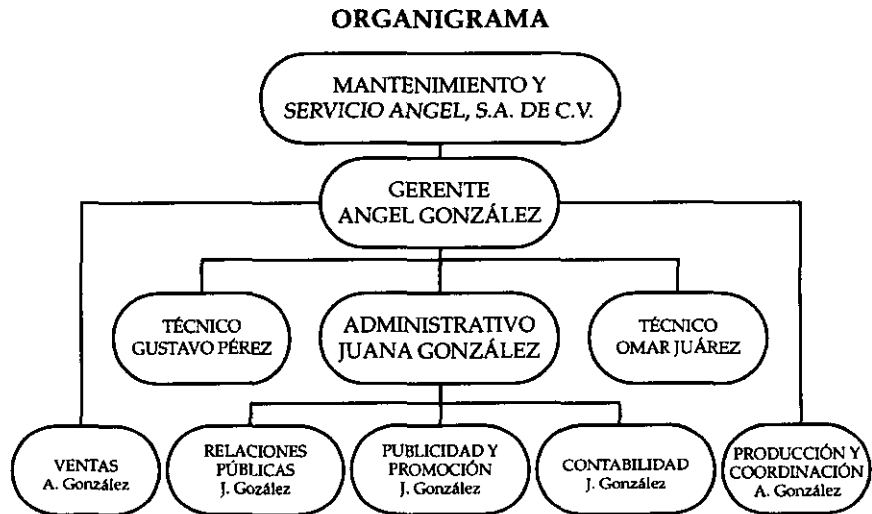 ORGANIGRAMA
MANTENIMIENTO Y
SERVICIO ANGEL, S.A. DE C.V.
GERENTE
ANGEL GONZÁLEZ
TÉCNICO
GUSTAVO PÉREZ
ADMINISTRATIVO
JUANA GONZÁLEZ
TÉCNICO
OMAR JUÁREZ
VENTAS
A. González
RELACIONES
PÚBLICAS
J. Gozález
PUBLICIDAD Y
PROMOCIÓN
J. González
CONTABILIDAD
J. González
PRODUCCIÓN Y
COORDINACIÓN
A. González